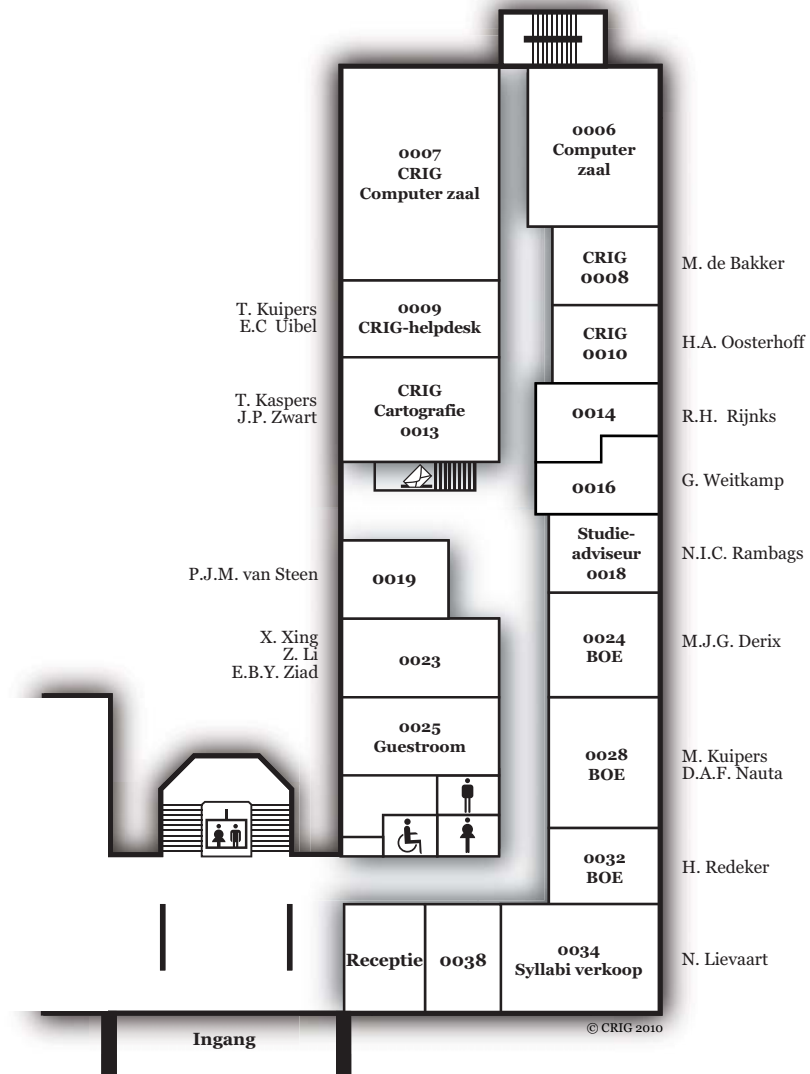 0007
CRIG
Computer zaal
0006
Computer
zaal
CRIG
0008
M. de Bakker
T. Kuipers
E.C Uibel
0009
CRIG-helpdesk
CRIG
0010
H.A. Oosterhoff
T. Kaspers
J.P. Zwart
CRIG
Cartografie
0013
0014
R.H. Rijnks
0016
G. Weitkamp
Studie-
adviseur
0018
N.I.C. Rambags
P.J.M. van Steen
0019
X. Xing
Z. Li
E.B.Y. Ziad
0023
0024
BOE
M.J.G. Derix
0025
Guestroom
0028
BOE
M. Kuipers
D.A.F. Nauta
0032
BOE
H. Redeker
Receptie
0038
0034
Syllabi verkoop
N. Lievaart
© CRIG 2010
Ingang